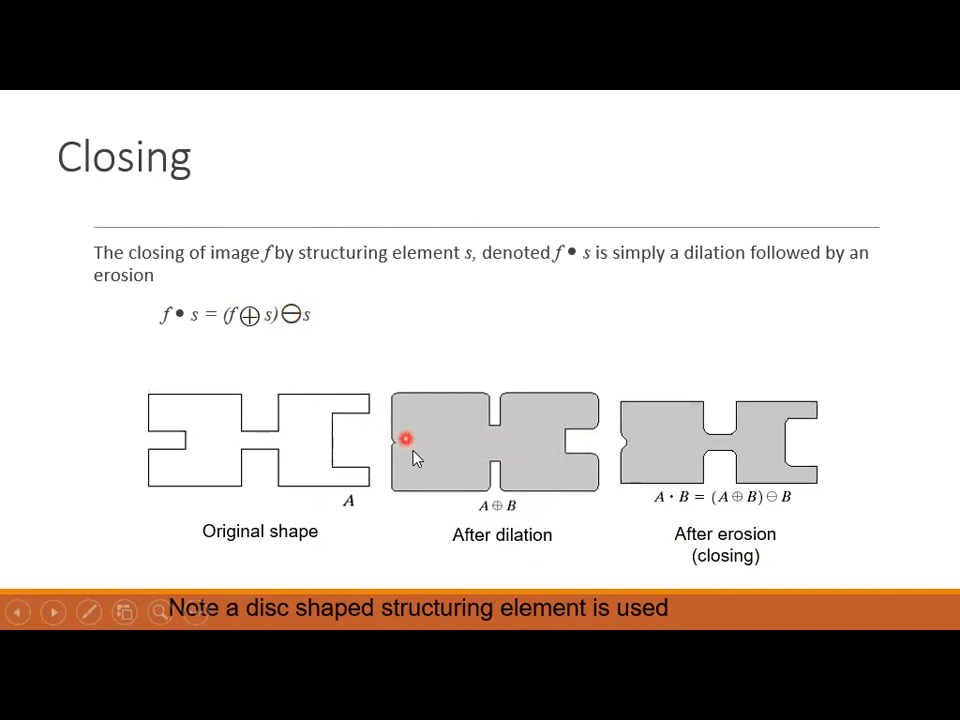 Closing
The closing of image f by structuring element s, denoted f • s is simply a dilation followed by an
erosion
f • s = (f ⊕ s)⊖s
A
A ⊕ B
A · B = (A ⊕ B) ⊖ B
Original shape
After dilation
After erosion
(closing)
Note a disc shaped structuring element is used